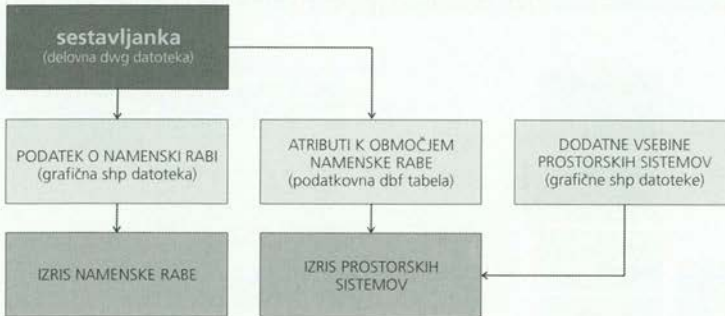 sestavljanka
(delovna dwg datoteka)
PODATEK O NAMENSKI RABI
(grafična shp datoteka)
ATRIBUTI K OBMOČJEM
NAMENSKE RABE
(podatkovna dbf tabela)
DODATNE VSEBINE
PROSTORSKIH SISTEMOV
(grafične shp datoteke)
IZRIS NAMENSKE RABE
IZRIS PROSTORSKIH
SISTEMOV